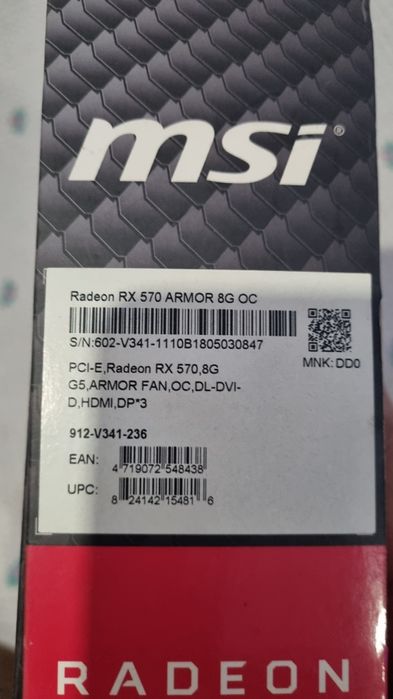 msi®
Radeon RX 570 ARMOR 8G OC
S/N:602-V341-1110B1805030847
MNK: DD0
PCI-E,Radeon RX 570,8G
G5,ARMOR FAN,OC,DL-DVI-
D,HDMI,DP*3
912-V341-236
EAN: 4 719072 548438
UPC: 8 24142 15481 6
RADEON